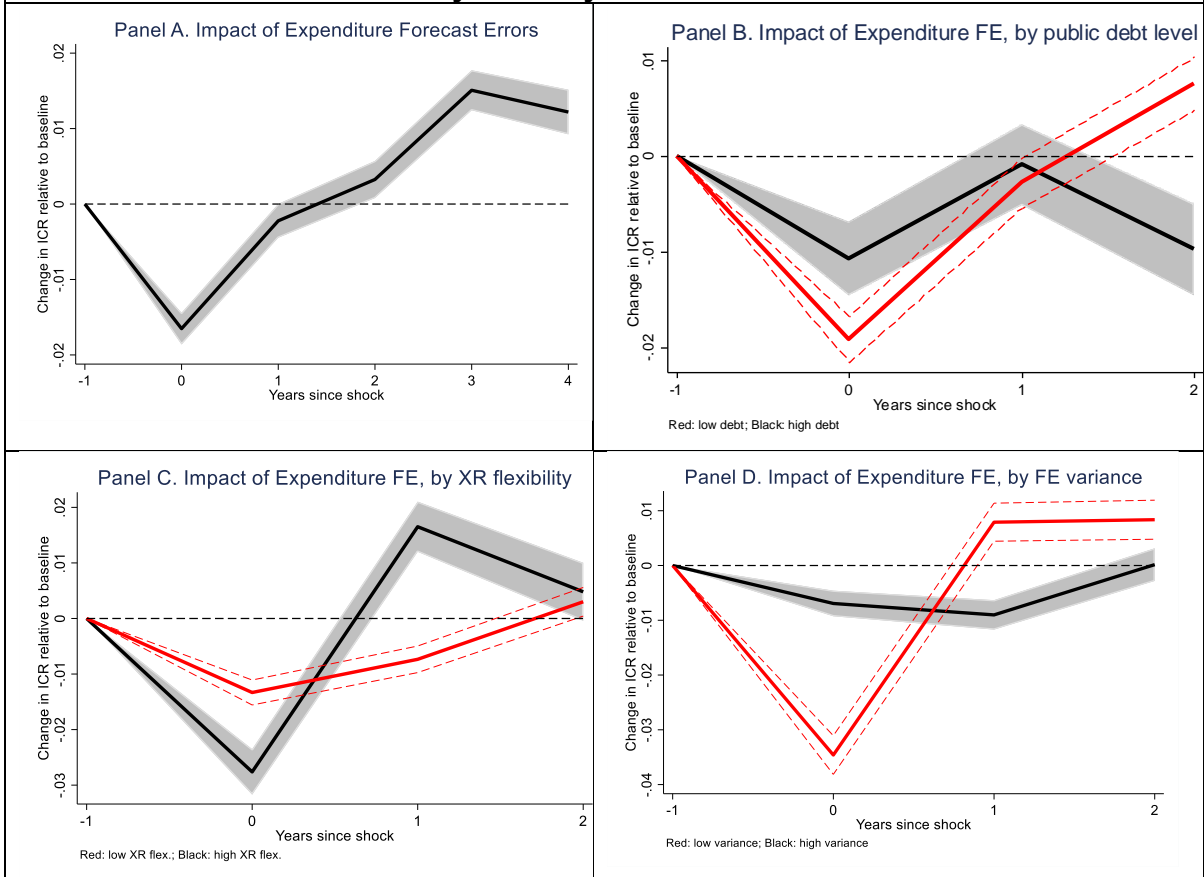 Panel A. Impact of Expenditure Forecast Errors
Change in ICR relative to baseline
.02
.01
0
-.01
-.02
-1 0 1 2 3 4
Years since shock
Panel B. Impact of Expenditure FE, by public debt level
Change in ICR relative to baseline
.01
0
-.01
-.02
-1 0 1 2
Years since shock
Red: low debt; Black: high debt
Panel C. Impact of Expenditure FE, by XR flexibility
Change in ICR relative to baseline
.02
.01
0
-.01
-.02
-.03
-1 0 1 2
Years since shock
Red: low XR flex.; Black: high XR flex.
Panel D. Impact of Expenditure FE, by FE variance
Change in ICR relative to baseline
.01
0
-.01
-.02
-.03
-.04
-1 0 1 2
Years since shock
Red: low variance; Black: high variance